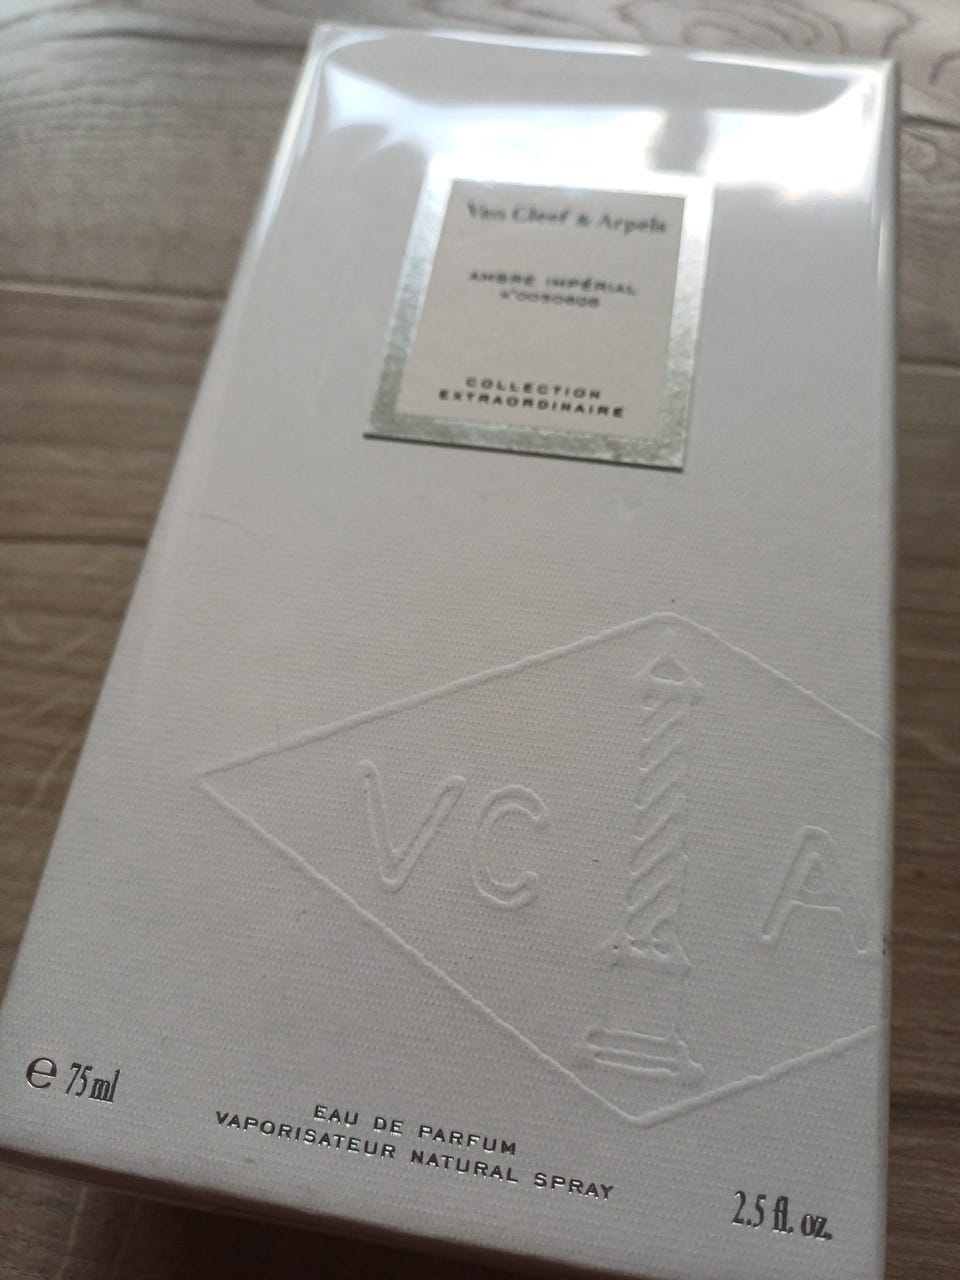 Van Cleef & Arpels
AMBRE IMPÉRIAL
COLLECTION
EXTRAORDINAIRE
VC A
e 75 ml
EAU DE PARFUM
VAPORISATEUR NATURAL SPRAY
2.5 fl. oz.